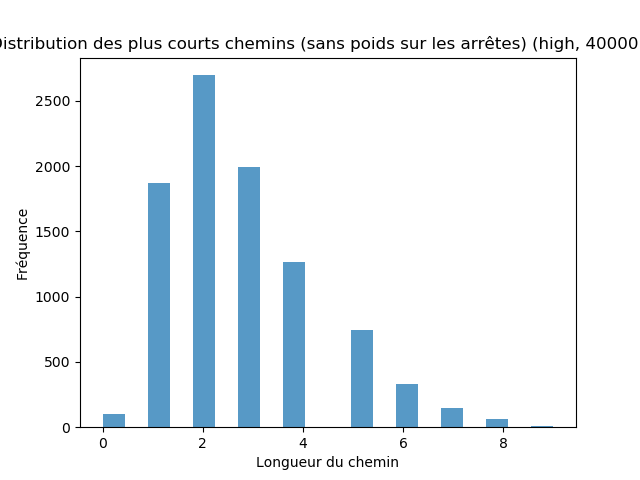 istribution des plus courts chemins (sans poids sur les arrêtes) (high, 40000
2500
2000
1500
1000
500
0
Fréquence
0 2 4 6 8
Longueur du chemin